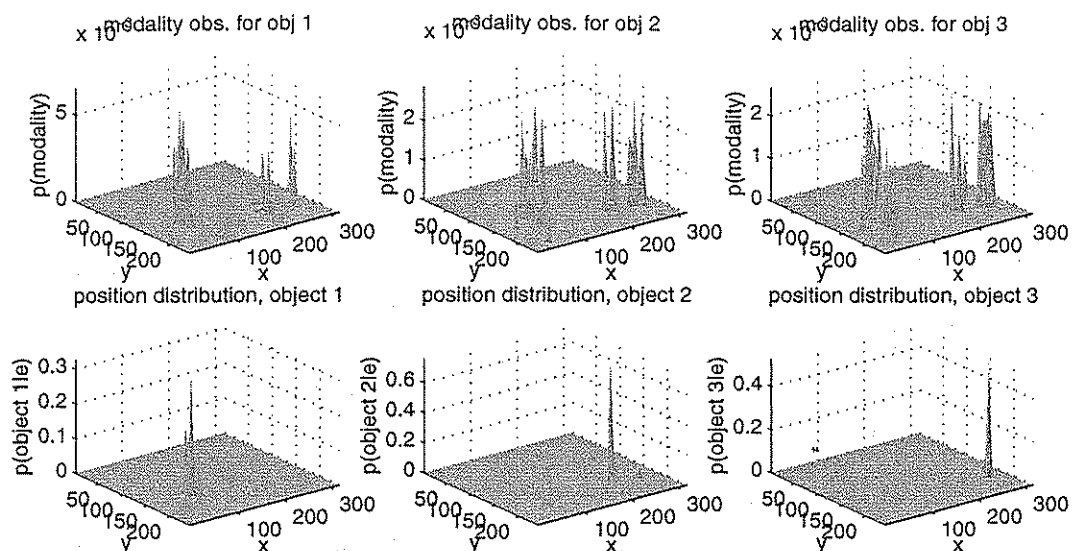 modality obs. for obj 1
x 10
p(modality)
5
0
50
100
150
200
y
100
200
300
x
modality obs. for obj 2
x 10
p(modality)
2
1
0
50
100
150
200
y
100
200
300
x
modality obs. for obj 3
x 10
p(modality)
2
1
0
50
100
150
200
y
100
200
300
x
position distribution, object 1
p(object 1|e)
0.3
0.2
0.1
0
50
100
150
200
y
100
200
300
x
position distribution, object 2
p(object 2|e)
0.6
0.4
0.2
0
50
100
150
200
y
100
200
300
x
position distribution, object 3
p(object 3|e)
0.4
0.2
0
50
100
150
200
y
100
200
300
x